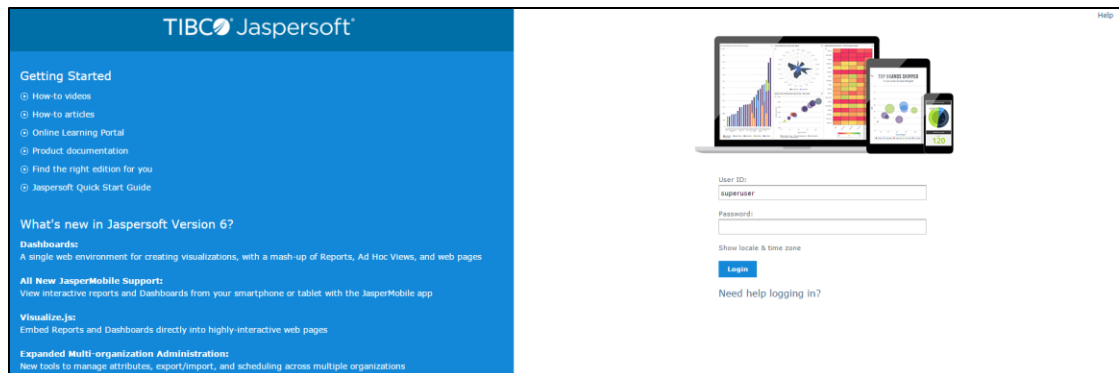 TIBCO Jaspersoft®
Help
Getting Started
How-to videos
How-to articles
Online Learning Portal
Product documentation
Find the right edition for you
Jaspersoft Quick Start Guide
What's new in Jaspersoft Version 6?
Dashboards:
A single web environment for creating visualizations, with a mash-up of Reports, Ad Hoc Views, and web pages
All New JasperMobile Support:
View interactive reports and Dashboards from your smartphone or tablet with the JasperMobile app
Visualize.js:
Embed Reports and Dashboards directly into highly-interactive web pages
Expanded Multi-organization Administration:
New tools to manage attributes, export/import, and scheduling across multiple organizations
TOP BRANDS SHIPPED
120
User ID:
superuser
Password:
Show locale & time zone
Login
Need help logging in?